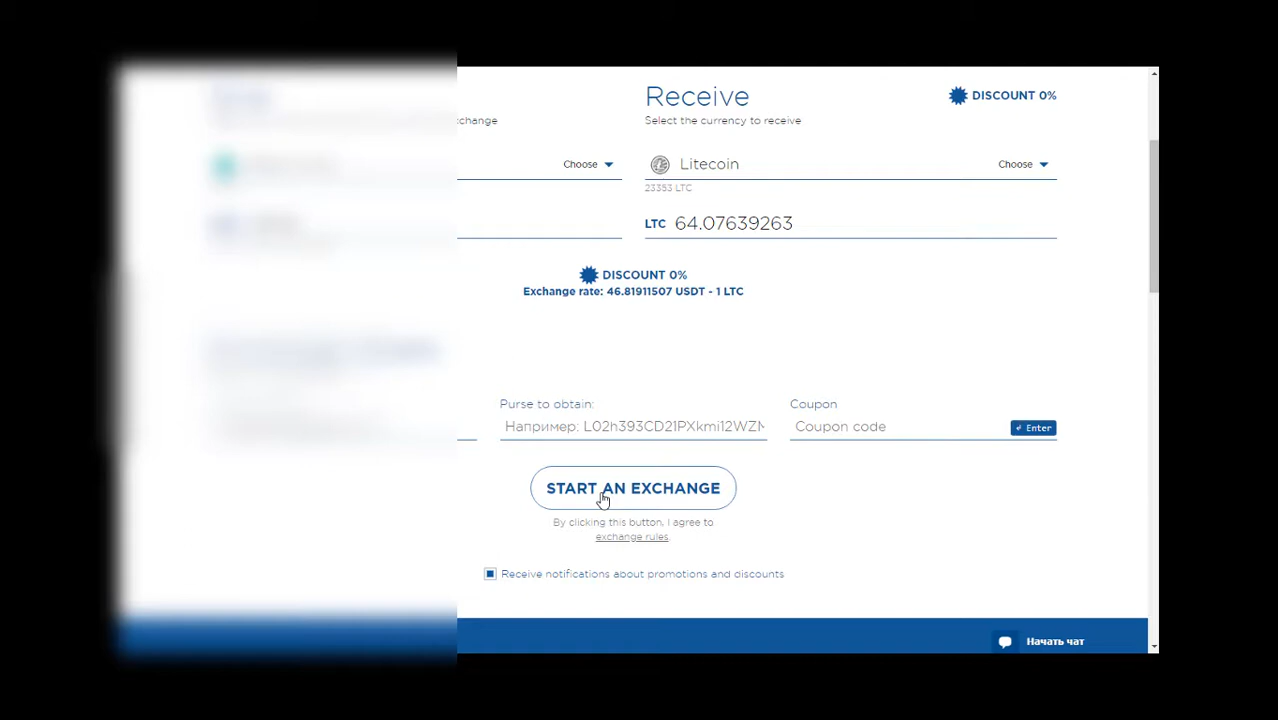 Receive
DISCOUNT 0%
Select the currency to receive
Choose
Litecoin
Choose
23353 LTC
LTC 64.07639263
DISCOUNT 0%
Exchange rate: 46.81911507 USDT - 1 LTC
Purse to obtain:
Coupon
Например: L02h393CD21PXkmi12WZM
Coupon code
Enter
START AN EXCHANGE
By clicking this button, I agree to
exchange rules.
Receive notifications about promotions and discounts
Начать чат